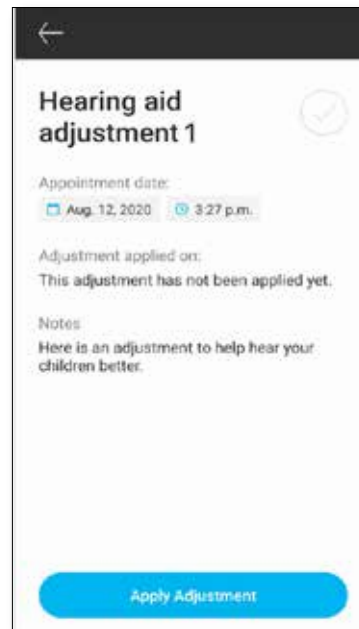 Hearing aid
adjustment 1
Appointment date:
Aug. 12, 2020 3:27 p.m.
Adjustment applied on:
This adjustment has not been applied yet.
Notes
Here is an adjustment to help hear your
children better.
Apply Adjustment